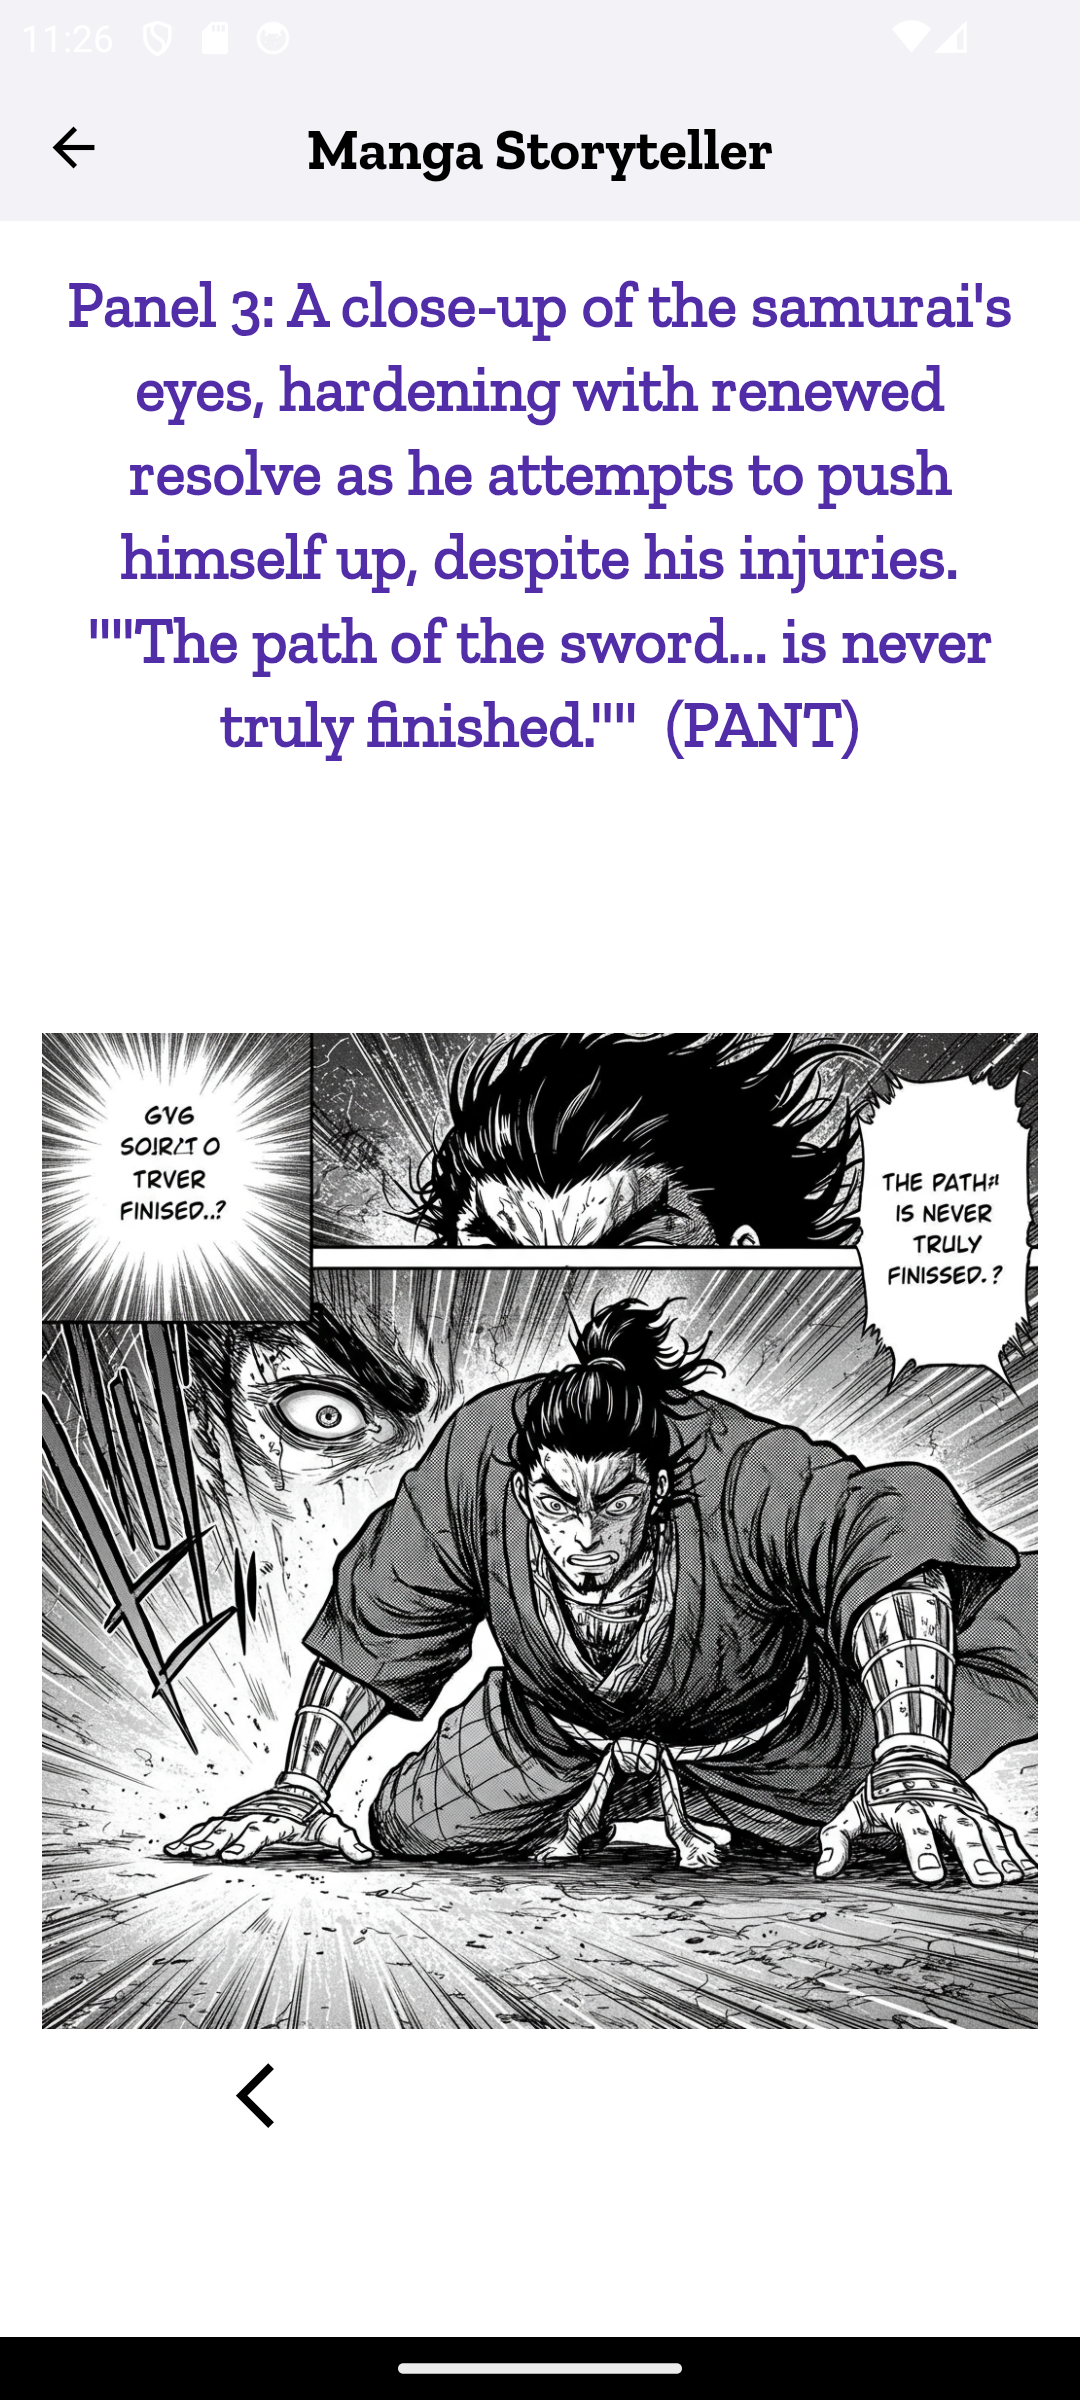 11:26
Manga Storyteller
Panel 3: A close-up of the samurai's
eyes, hardening with renewed
resolve as he attempts to push
himself up, despite his injuries.
""The path of the sword... is never
truly finished."" (PANT)
GVG
SOIRIT O
TRVER
FINISED..?
THE PATH
IS NEVER
TRULY
FINISSED.?